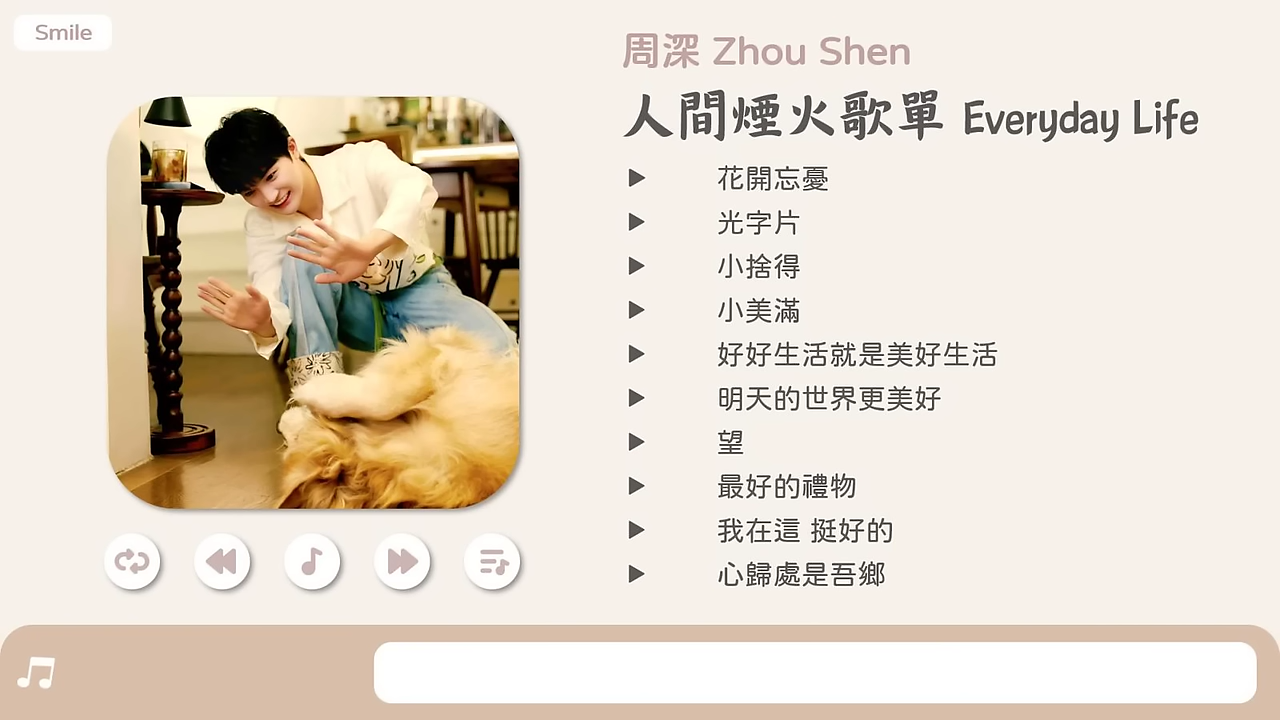 Smile
周深 Zhou Shen
人間煙火歌單 Everyday Life
花開忘憂
光字片
小捨得
小美滿
好好生活就是美好生活
明天的世界更美好
望
最好的禮物
我在這 挺好的
心歸處是吾鄉